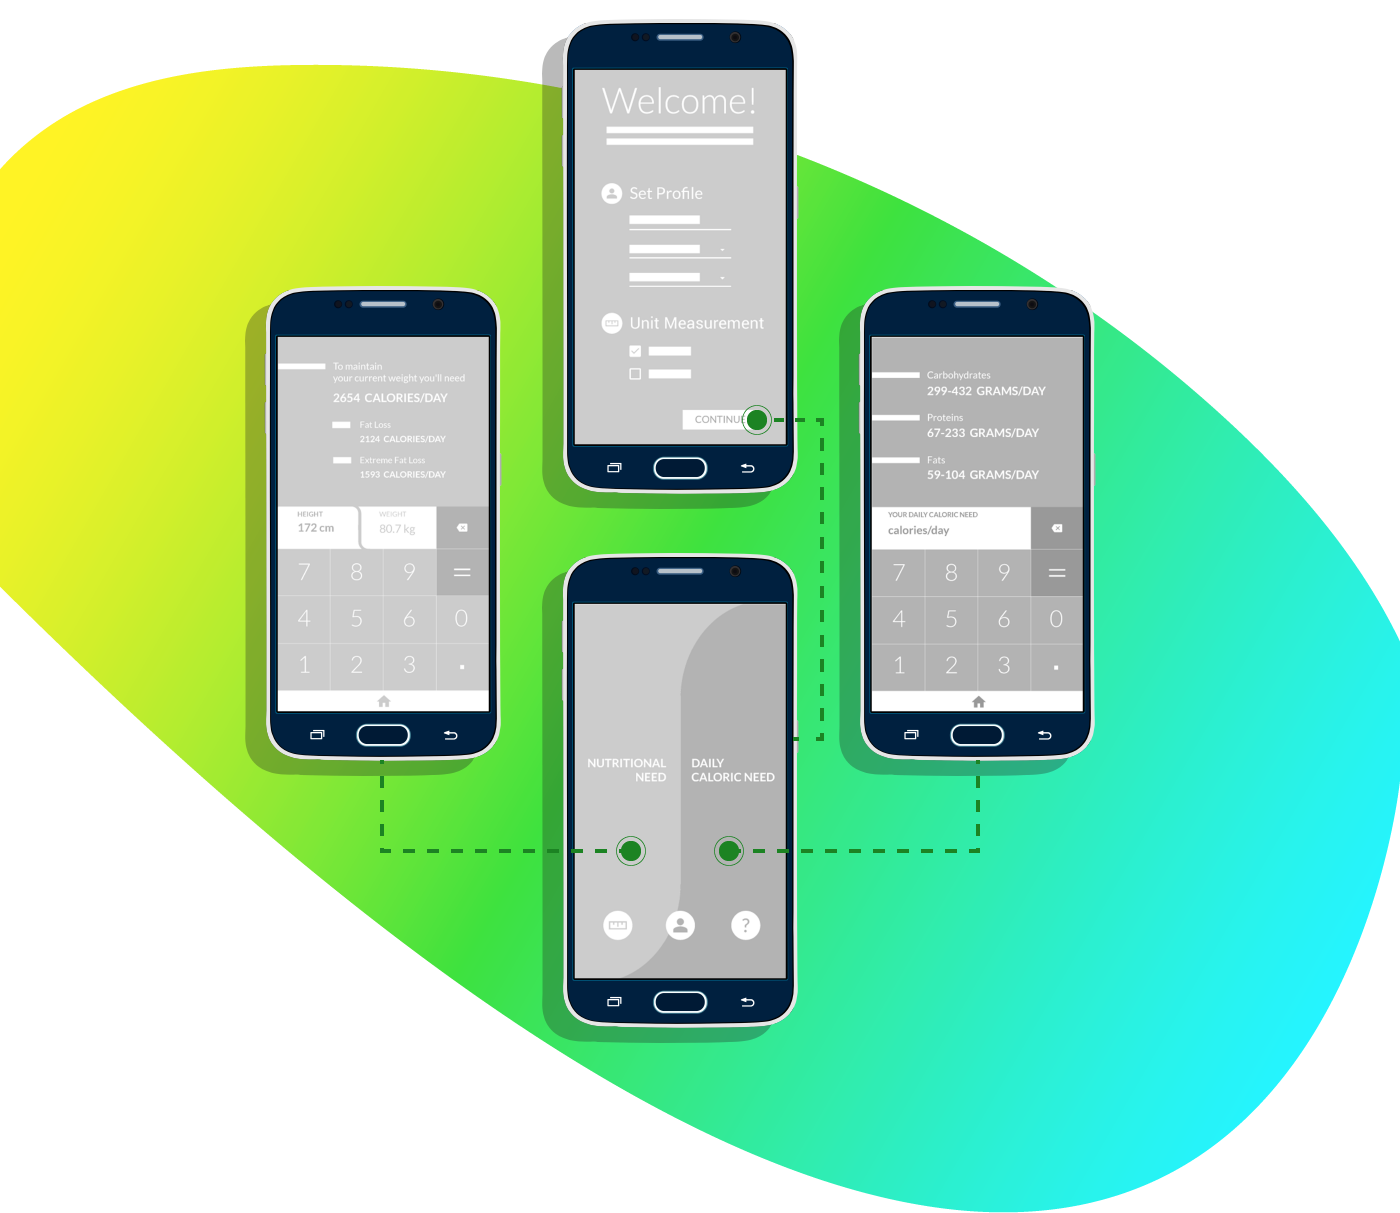 Welcome!
Set Profile
Unit Measurement
CONTINUE
To maintain
your current weight you'll need
2654 CALORIES/DAY
Fat Loss
2124 CALORIES/DAY
Extreme Fat Loss
1593 CALORIES/DAY
HEIGHT
172 cm
WEIGHT
80.7 kg
7 8 9 =
4 5 6 0
1 2 3 .
Carbohydrates
299-432 GRAMS/DAY
Proteins
67-233 GRAMS/DAY
Fats
59-104 GRAMS/DAY
YOUR DAILY CALORIC NEED
calories/day
7 8 9 =
4 5 6 0
1 2 3 .
NUTRITIONAL
NEED
DAILY
CALORIC NEED
?